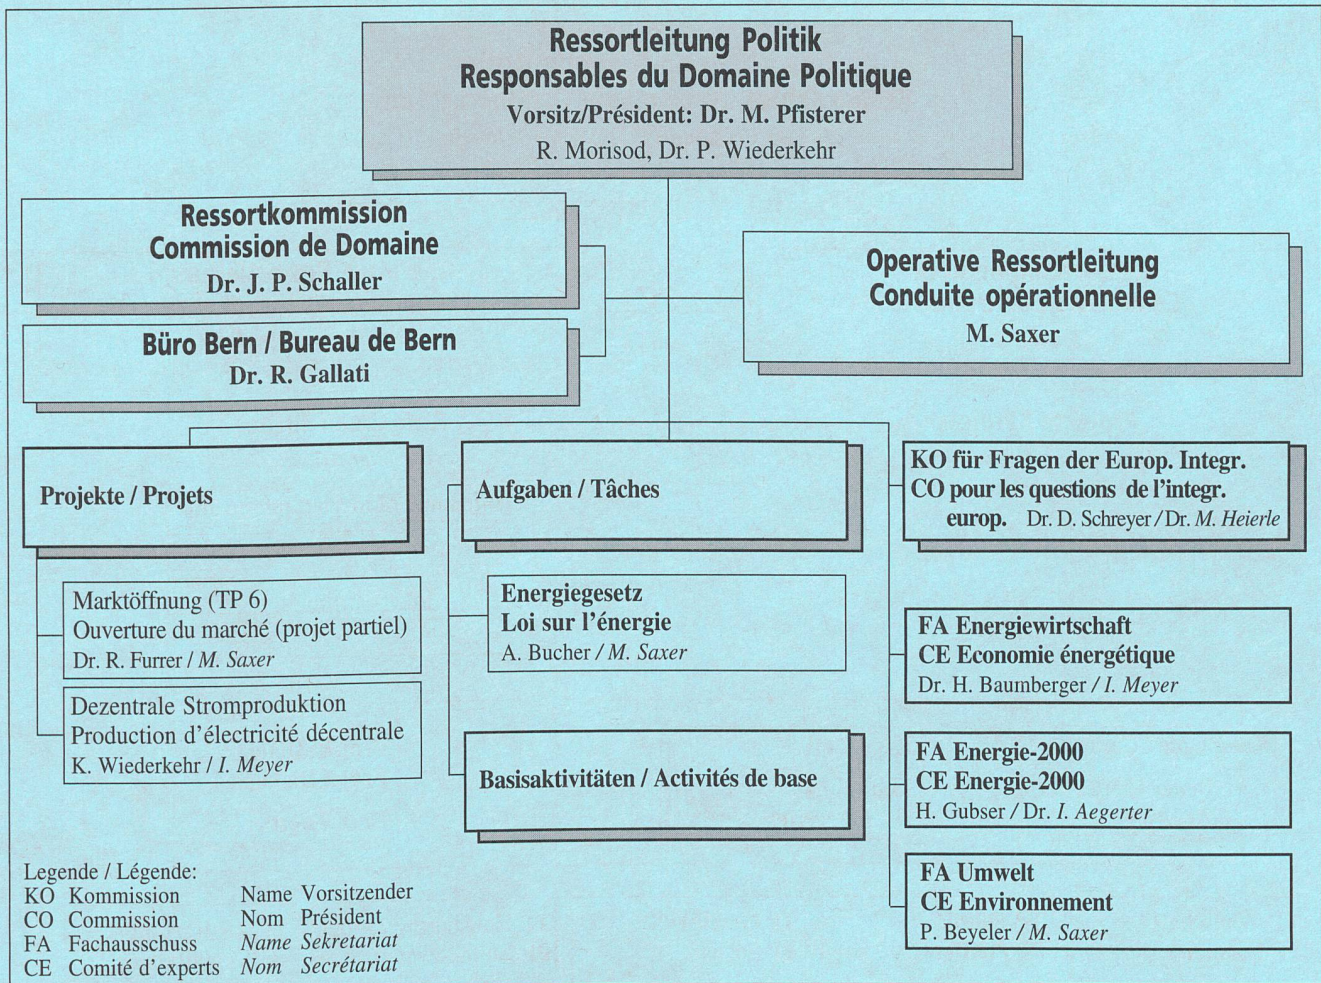 Ressortleitung Politik
Responsables du Domaine Politique
Vorsitz/Président: Dr. M. Pfisterer
R. Morisod, Dr. P. Wiederkehr
Ressortkommission
Commission de Domaine
Dr. J. P. Schaller
Büro Bern / Bureau de Bern
Dr. R. Gallati
Operative Ressortleitung
Conduite opérationnelle
M. Saxer
Projekte / Projets
Marktöffnung (TP 6)
Ouverture du marché (projet partiel)
Dr. R. Furrer / M. Saxer
Dezentrale Stromproduktion
Production d'électricité décentrale
K. Wiederkehr / I. Meyer
Aufgaben / Tâches
Energiegesetz
Loi sur l'énergie
A. Bucher / M. Saxer
Basisaktivitäten / Activités de base
KO für Fragen der Europ. Integr.
CO pour les questions de l'integr.
europ. Dr. D. Schreyer / Dr. M. Heierle
FA Energiewirtschaft
CE Economie énergétique
Dr. H. Baumberger / I. Meyer
FA Energie-2000
CE Energie-2000
H. Gubser / Dr. I. Aegerter
FA Umwelt
CE Environnement
P. Beyeler / M. Saxer
Legende / Légende:
KO Kommission Name Vorsitzender
CO Commission Nom Président
FA Fachausschuss Name Sekretariat
CE Comité d'experts Nom Secrétariat